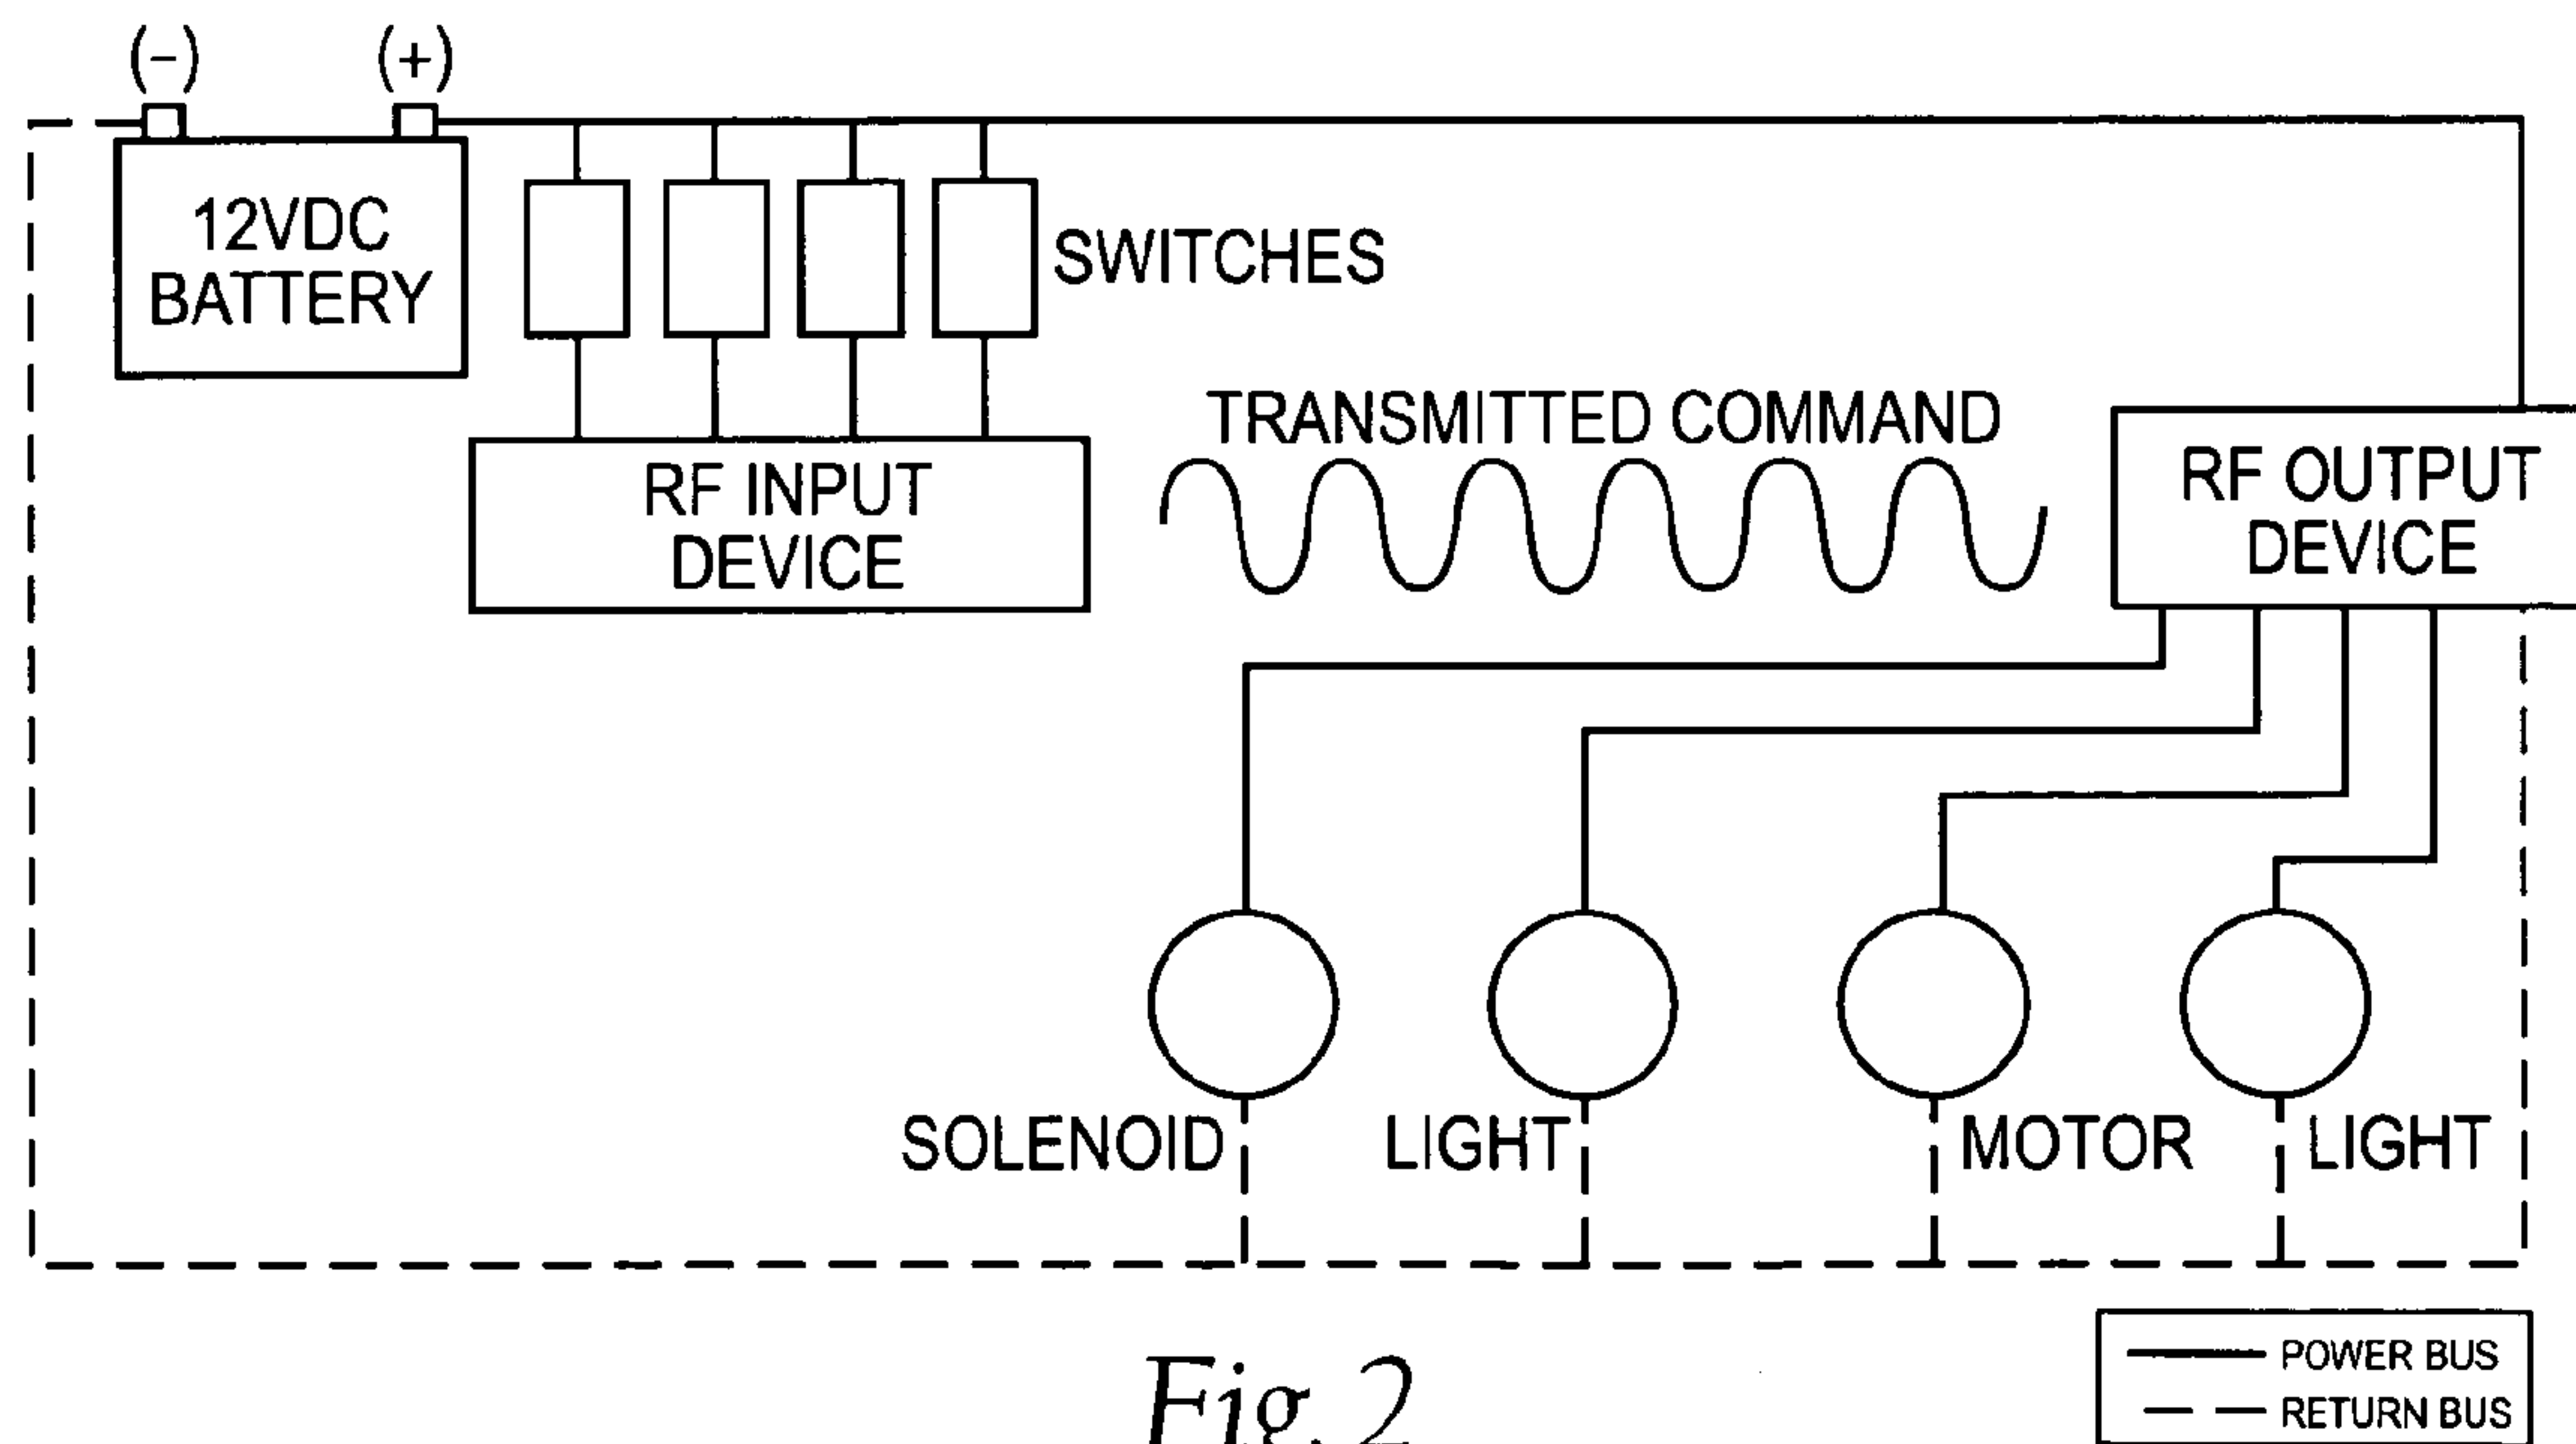 (-) (+)
12VDC
BATTERY
SWITCHES
TRANSMITTED COMMAND
RF INPUT
DEVICE
RF OUTPUT
DEVICE
SOLENOID
LIGHT
MOTOR
LIGHT
POWER BUS
RETURN BUS
Fig. 2